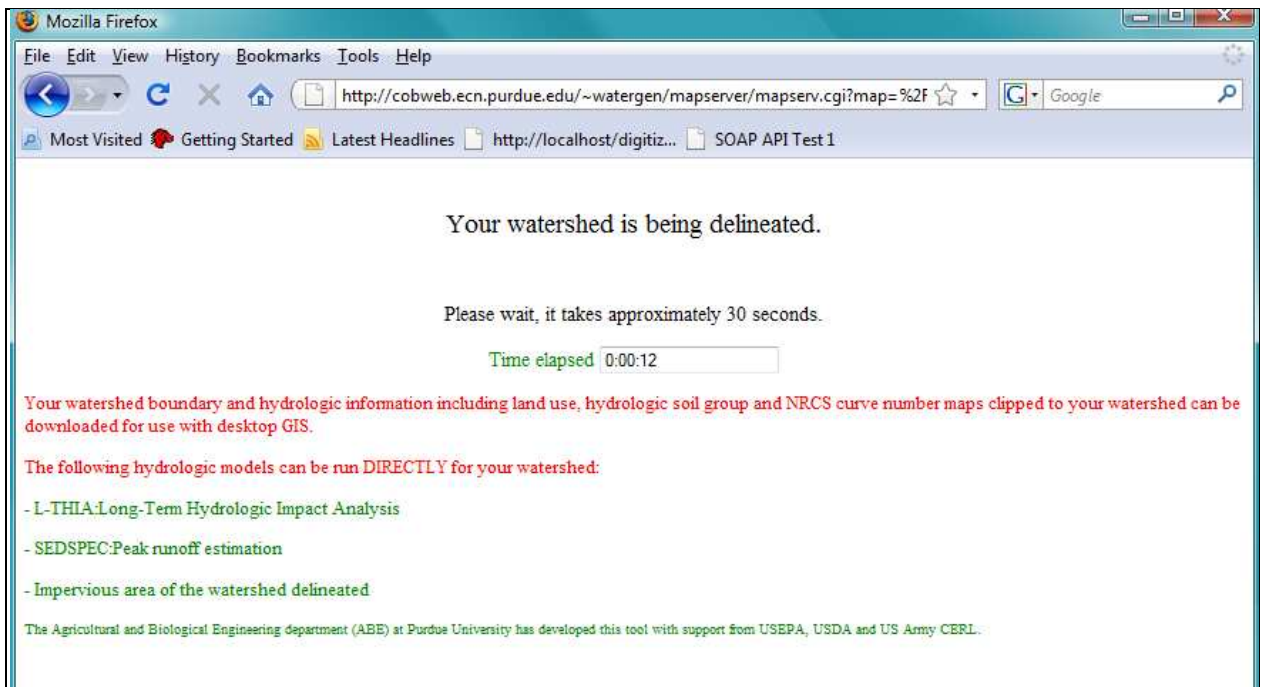 Mozilla Firefox
File Edit View History Bookmarks Tools Help
http://cobweb.ecn.purdue.edu/~watergen/mapserver/mapserv.cgi?map=%2F
Google
Most Visited Getting Started Latest Headlines http://localhost/digitiz... SOAP API Test 1
Your watershed is being delineated.
Please wait, it takes approximately 30 seconds.
Time elapsed 0:00:12
Your watershed boundary and hydrologic information including land use, hydrologic soil group and NRCS curve number maps clipped to your watershed can be
downloaded for use with desktop GIS.
The following hydrologic models can be run DIRECTLY for your watershed:
- L-THIA:Long-Term Hydrologic Impact Analysis
- SEDSPEC:Peak runoff estimation
- Impervious area of the watershed delineated
The Agricultural and Biological Engineering department (ABE) at Purdue University has developed this tool with support from USEPA, USDA and US Army CERL.